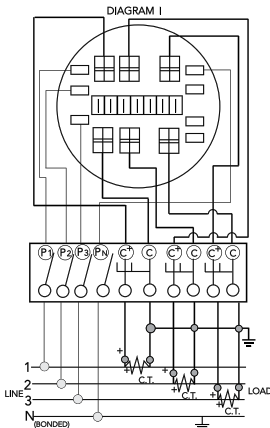 DIAGRAM I
P1 P2 P3 PN C+ C C+ C C+ C
+
C.T.
1
2
3
LINE
LOAD
+
C.T.
+
+
C.T.
N
(BONDED)